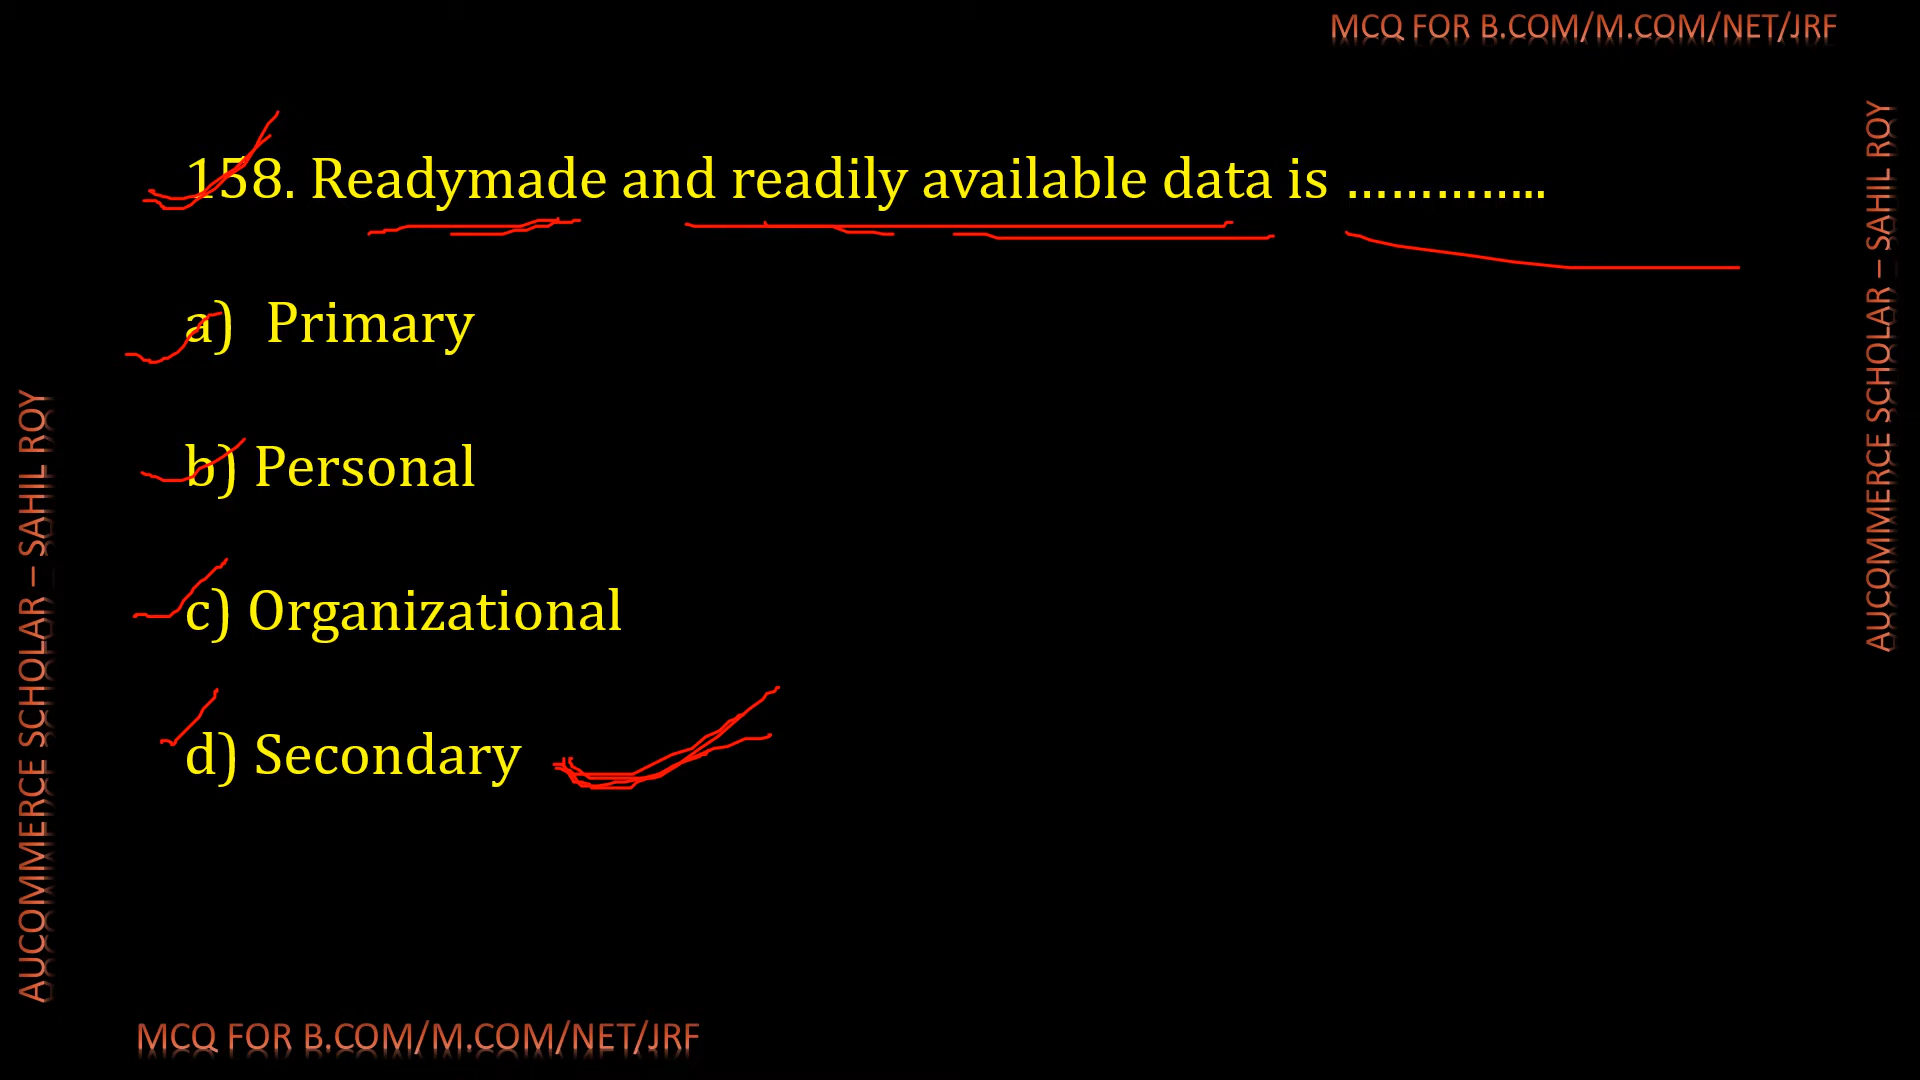 MCQ FOR B.COM/M.COM/NET/JRF
158. Readymade and readily available data is …………..
a) Primary
b) Personal
c) Organizational
d) Secondary
AUCOMMERCE SCHOLAR – SAHIL ROY
AUCOMMERCE SCHOLAR – SAHIL ROY
MCQ FOR B.COM/M.COM/NET/JRF